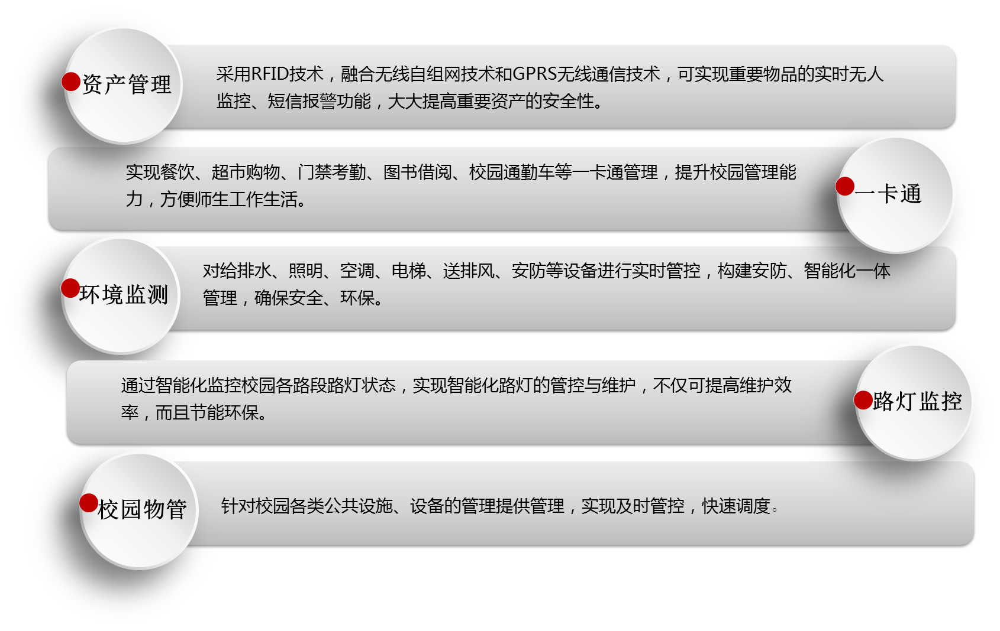 资产管理
采用RFID技术，融合无线自组网技术和GPRS无线通信技术，可实现重要物品的实时无人
监控、短信报警功能，大大提高重要资产的安全性。
实现餐饮、超市购物、门禁考勤、图书借阅、校园通勤车等一卡通管理，提升校园管理能
力，方便师生工作生活。
一卡通
环境监测
对给排水、照明、空调、电梯、送排风、安防等设备进行实时管控，构建安防、智能化一体
管理，确保安全、环保。
通过智能化监控校园各路段路灯状态，实现智能化路灯的管控与维护，不仅可提高维护效
率，而且节能环保。
路灯监控
校园物管
针对校园各类公共设施、设备的管理提供管理，实现及时管控，快速调度。